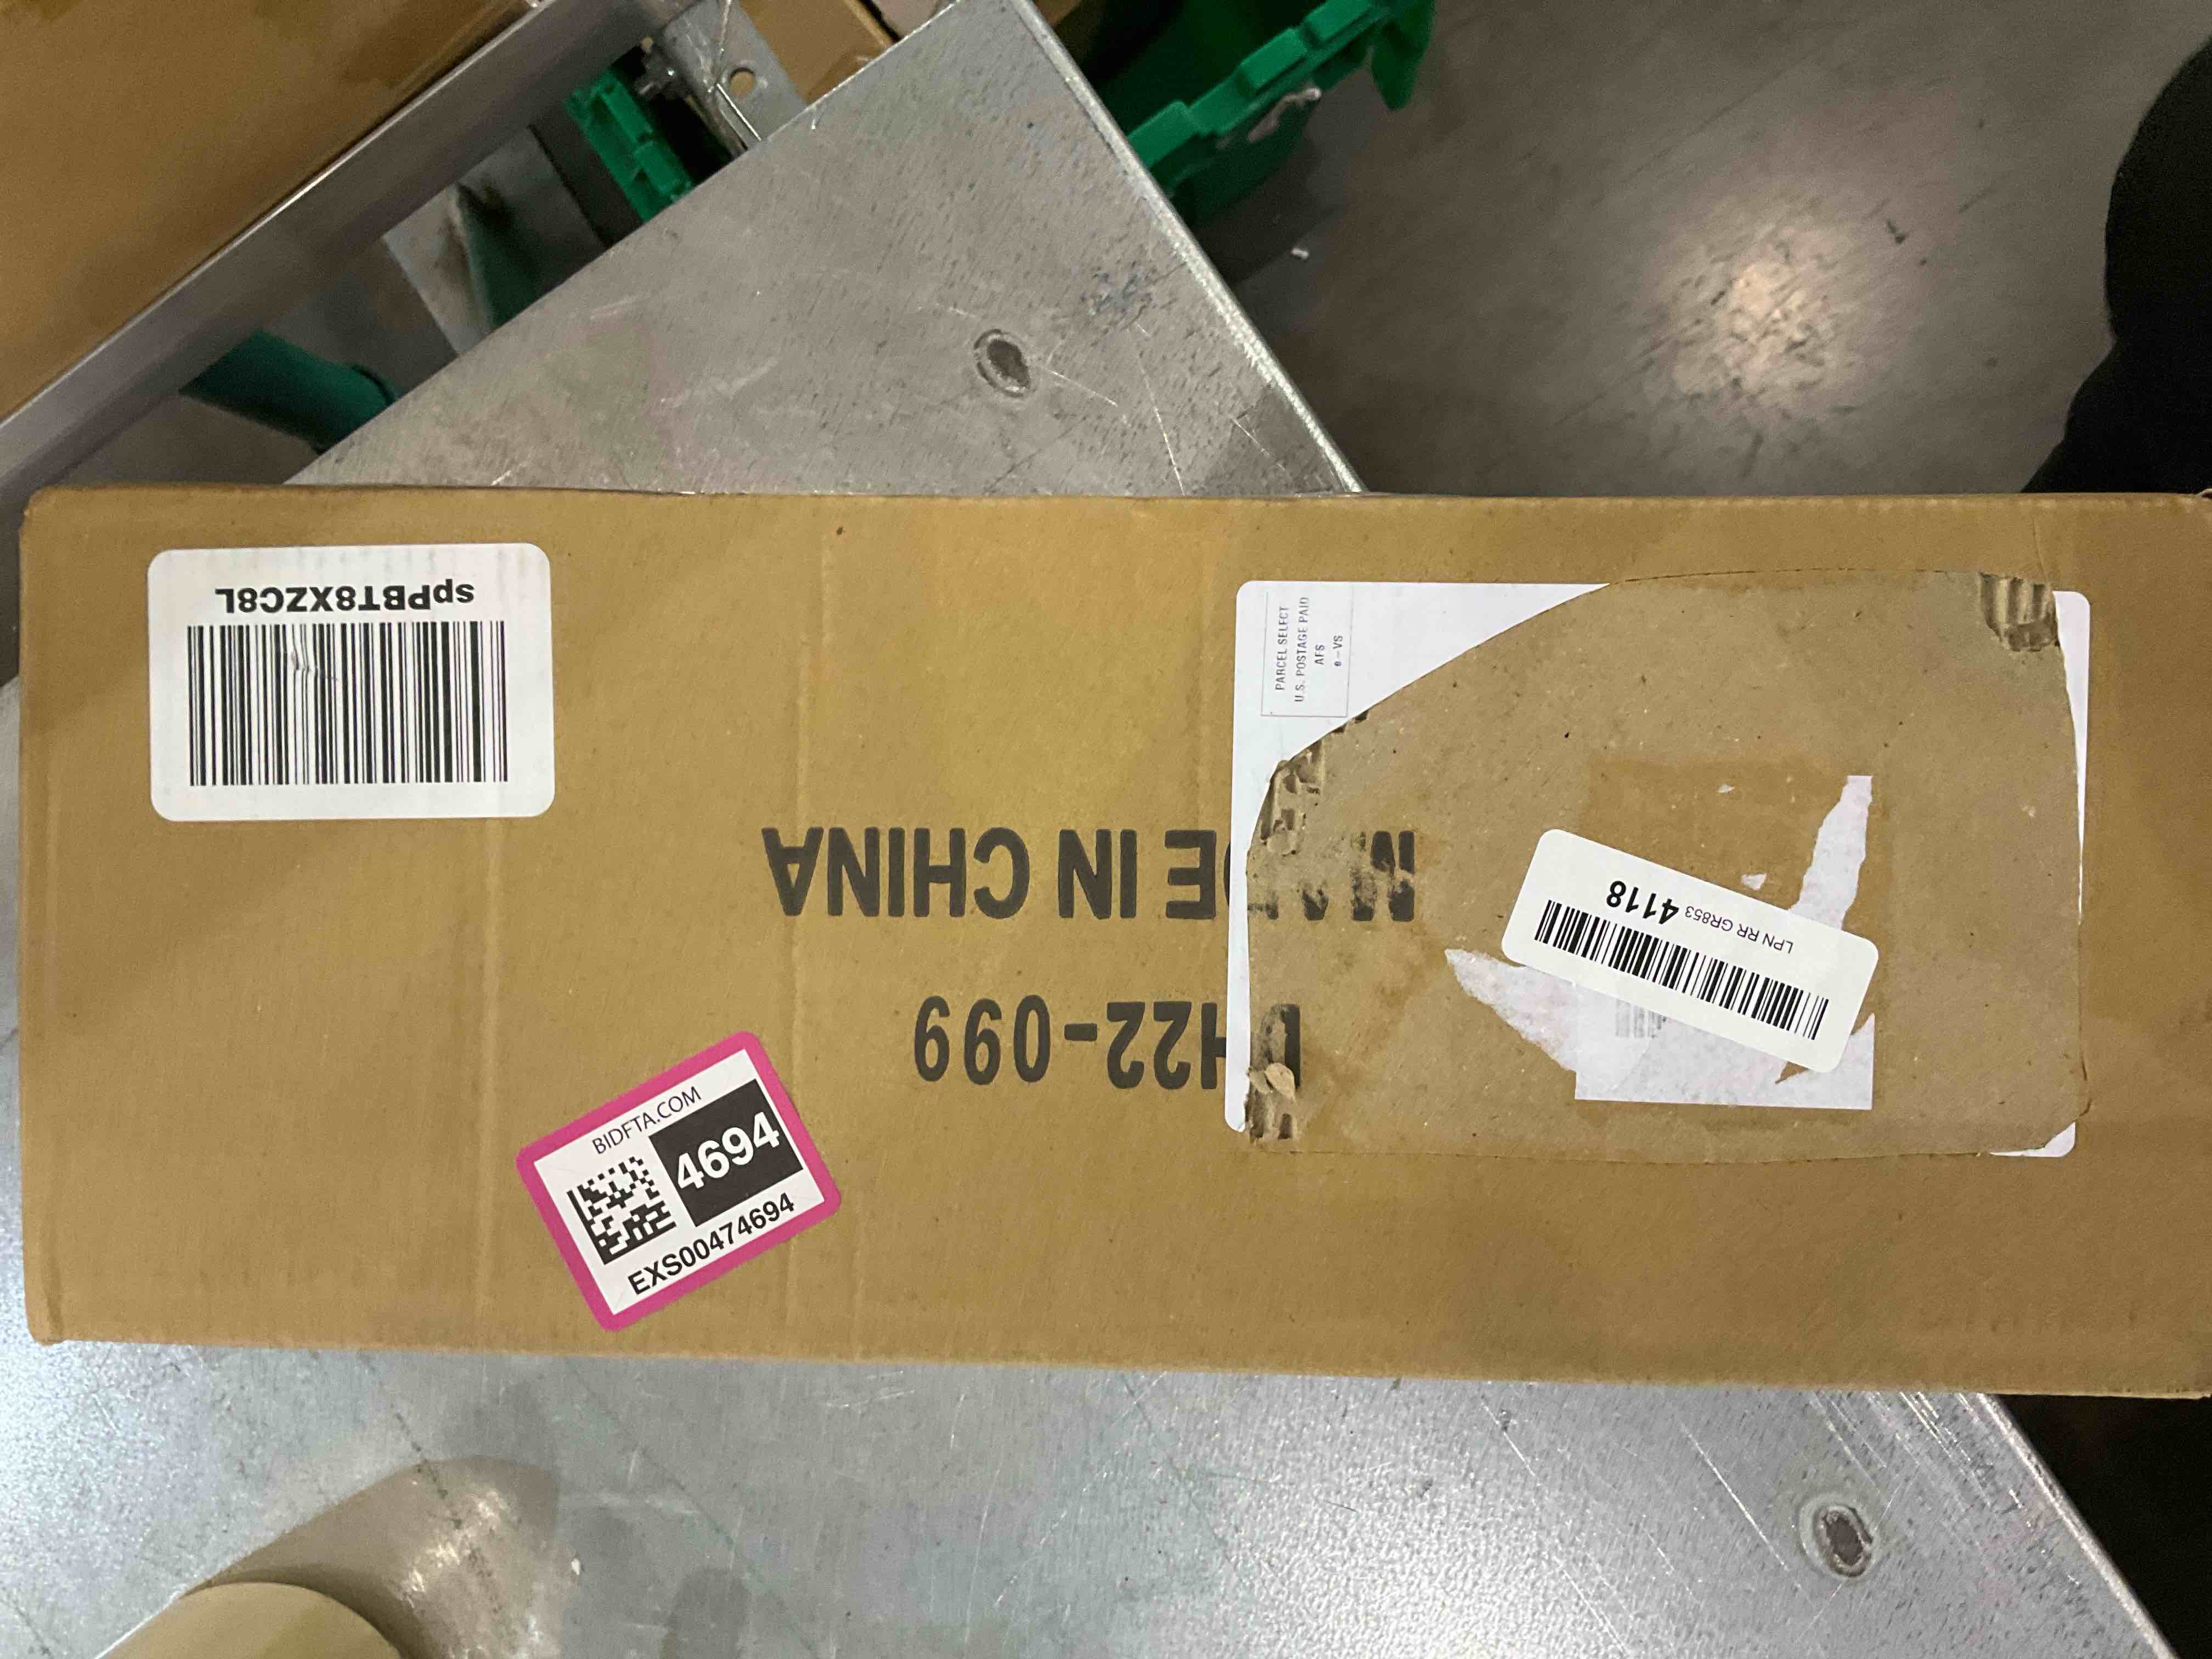 spPBT8XZC8L
PARCEL SELECT
U.S. POSTAGE PAID
AFS
e-VS
MADE IN CHINA
LPN RR GR853 4118
H22-099
BIDFTA.COM
4694
EXS00474694